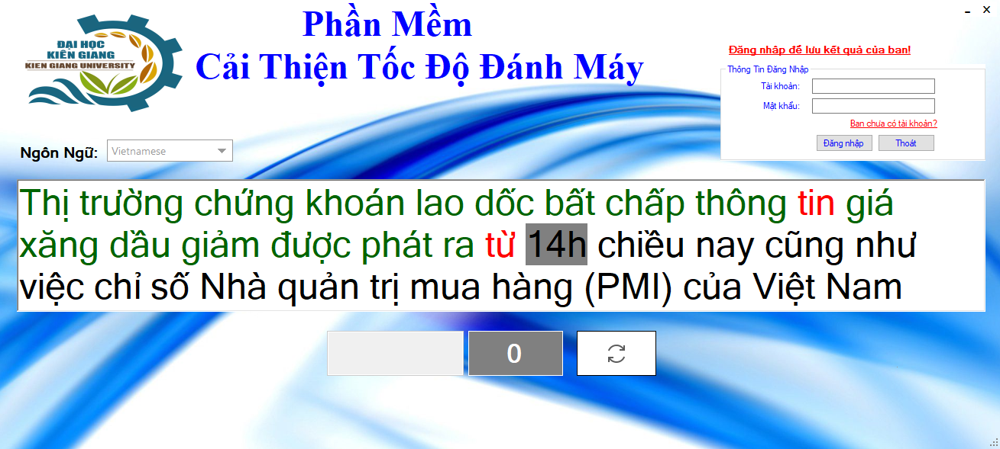 ĐẠI HỌC
KIÊN GIANG
KIEN GIANG UNIVERSITY
Phần Mềm
Cải Thiện Tốc Độ Đánh Máy
Đăng nhập để lưu kết quả của bạn!
Thông Tin Đăng Nhập
Tài khoản:
Mật khẩu:
Bạn chưa có tài khoản?
Đăng nhập Thoát
Ngôn Ngữ: Vietnamese
Thị trường chứng khoán lao dốc bất chấp thông tin giá
xăng dầu giảm được phát ra từ 14h chiều nay cũng như
việc chỉ số Nhà quản trị mua hàng (PMI) của Việt Nam
0